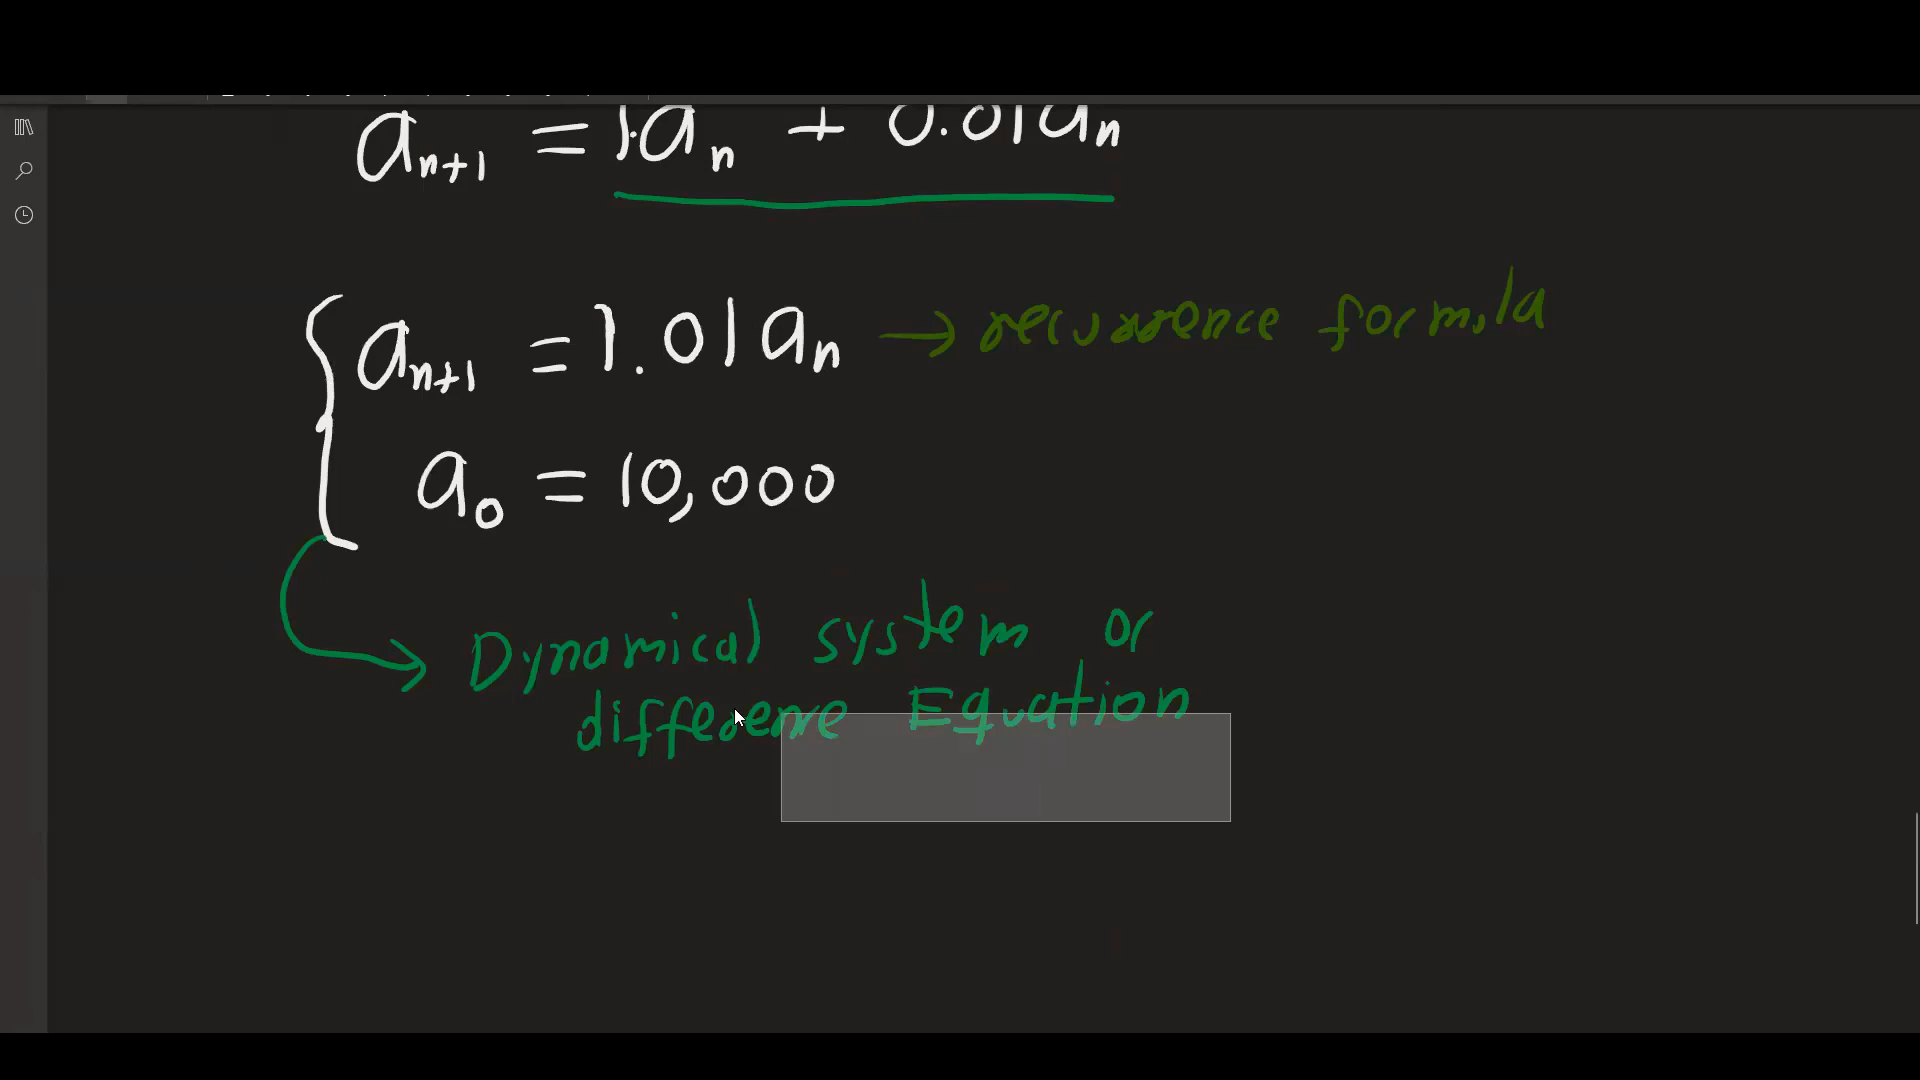 aₙ₊₁ = 1.aₙ + 0.01aₙ
aₙ₊₁ = 1.01aₙ → recurrence formula
a₀ = 10,000
Dynamical system or
difference Equation